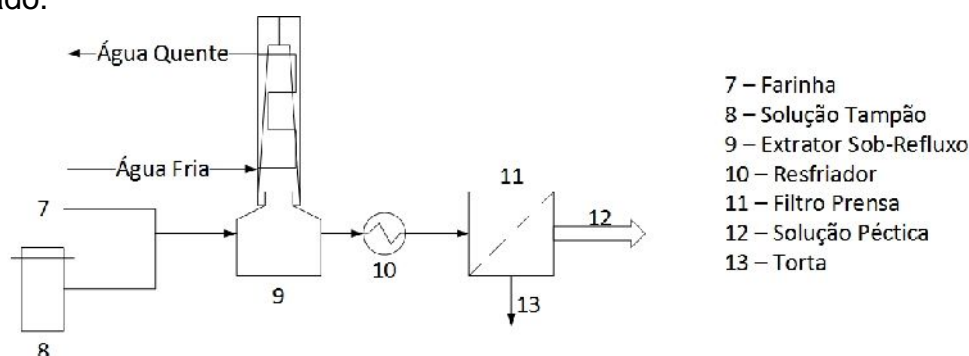 ado.
Água Quente
Água Fria
7
8
9
10
11
12
13
7 – Farinha
8 – Solução Tampão
9 – Extrator Sob-Refluxo
10 – Resfriador
11 – Filtro Prensa
12 – Solução Péctica
13 – Torta